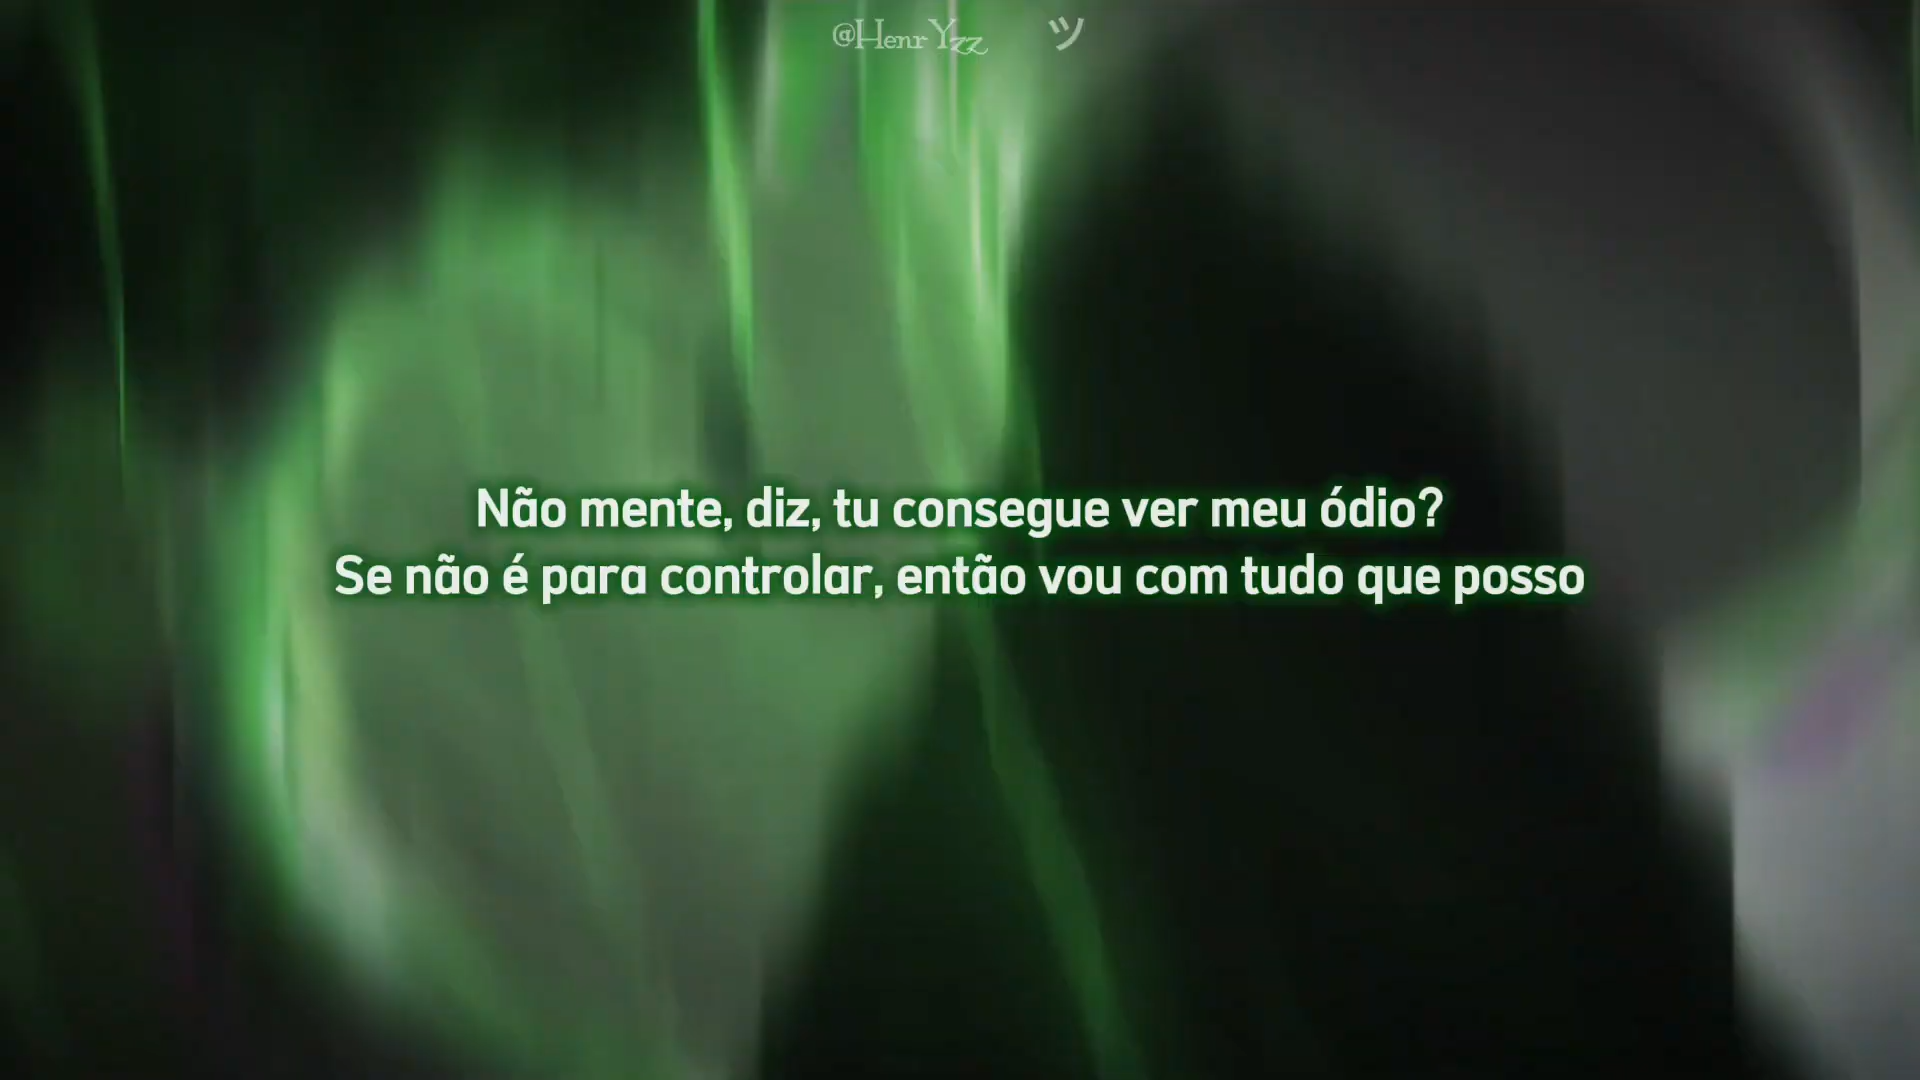 @HenrYzz ツ
Não mente, diz, tu consegue ver meu ódio?
Se não é para controlar, então vou com tudo que posso